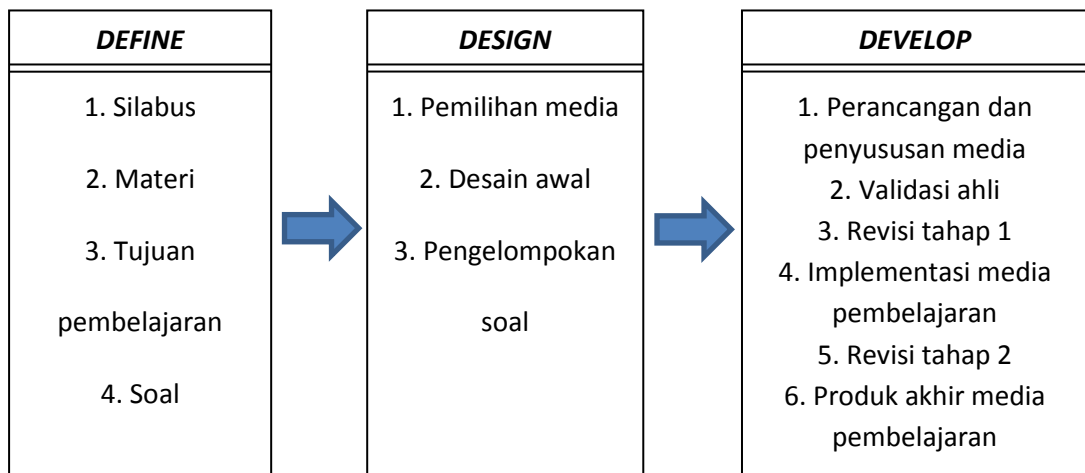 DEFINE
1. Silabus
2. Materi
3. Tujuan
pembelajaran
4. Soal
DESIGN
1. Pemilihan media
2. Desain awal
3. Pengelompokan
soal
DEVELOP
1. Perancangan dan
penyususan media
2. Validasi ahli
3. Revisi tahap 1
4. Implementasi media
pembelajaran
5. Revisi tahap 2
6. Produk akhir media
pembelajaran